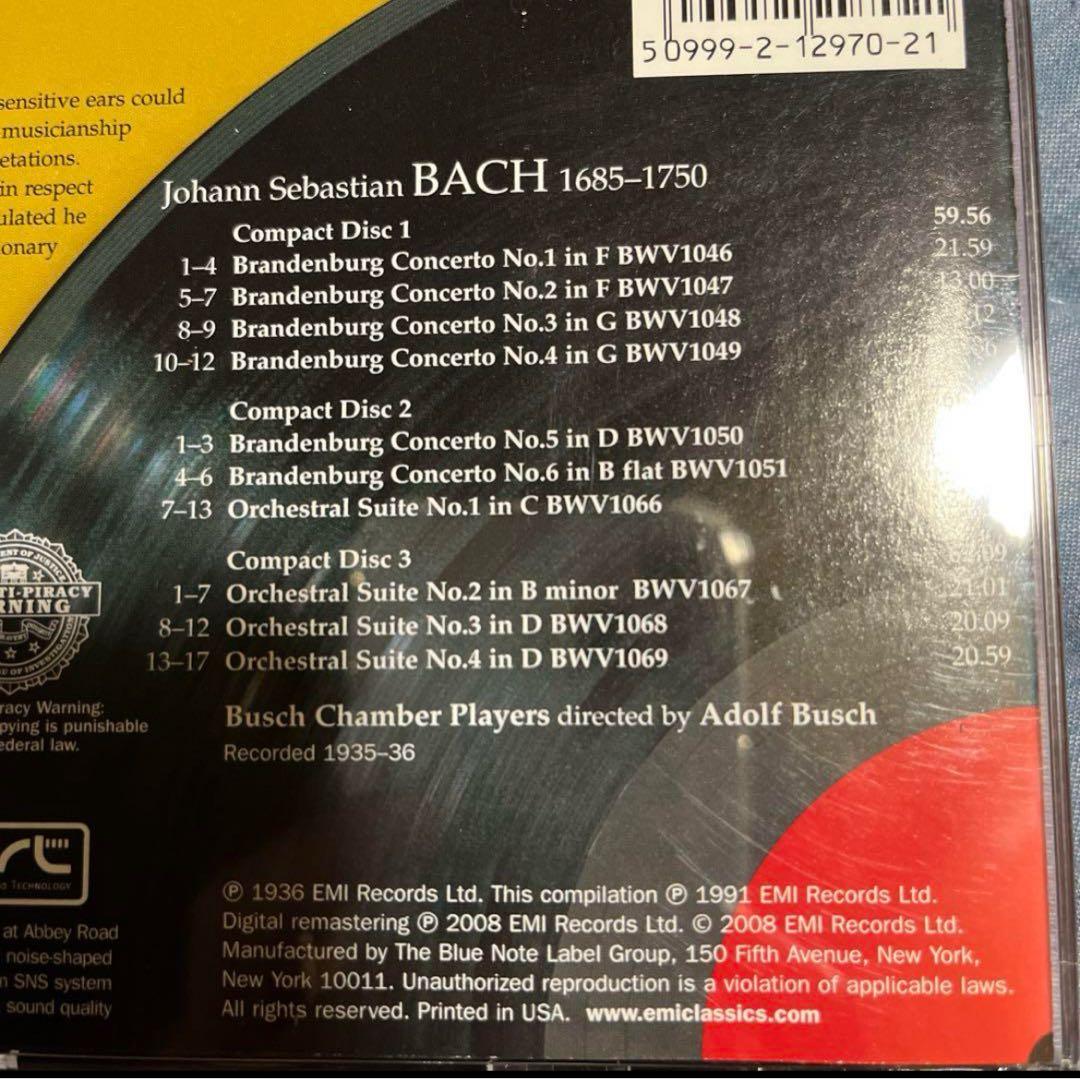 50999-2-12970-21
sensitive ears could
musicianship
etations.
in respect
ulated he
onary
Johann Sebastian BACH 1685–1750
Compact Disc 1 59.56
1–4 Brandenburg Concerto No.1 in F BWV1046 21.59
5–7 Brandenburg Concerto No.2 in F BWV1047 13.00
8–9 Brandenburg Concerto No.3 in G BWV1048
10–12 Brandenburg Concerto No.4 in G BWV1049
Compact Disc 2
1–3 Brandenburg Concerto No.5 in D BWV1050
4–6 Brandenburg Concerto No.6 in B flat BWV1051
7–13 Orchestral Suite No.1 in C BWV1066
Compact Disc 3
1–7 Orchestral Suite No.2 in B minor BWV1067 21.01
8–12 Orchestral Suite No.3 in D BWV1068 20.09
13–17 Orchestral Suite No.4 in D BWV1069 20.59
TI-PIRACY
RNING
racy Warning:
pying is punishable
ederal law.
Busch Chamber Players directed by Adolf Busch
Recorded 1935–36
rt
TECHNOLOGY
at Abbey Road
noise-shaped
n SNS system
sound quality
℗ 1936 EMI Records Ltd. This compilation ℗ 1991 EMI Records Ltd.
Digital remastering ℗ 2008 EMI Records Ltd. © 2008 EMI Records Ltd.
Manufactured by The Blue Note Label Group, 150 Fifth Avenue, New York,
New York 10011. Unauthorized reproduction is a violation of applicable laws.
All rights reserved. Printed in USA. www.emiclassics.com